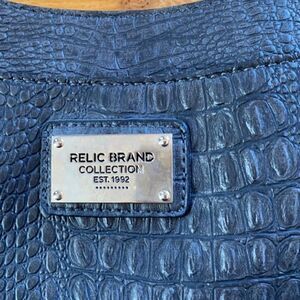 RELIC BRAND
COLLECTION
EST. 1992